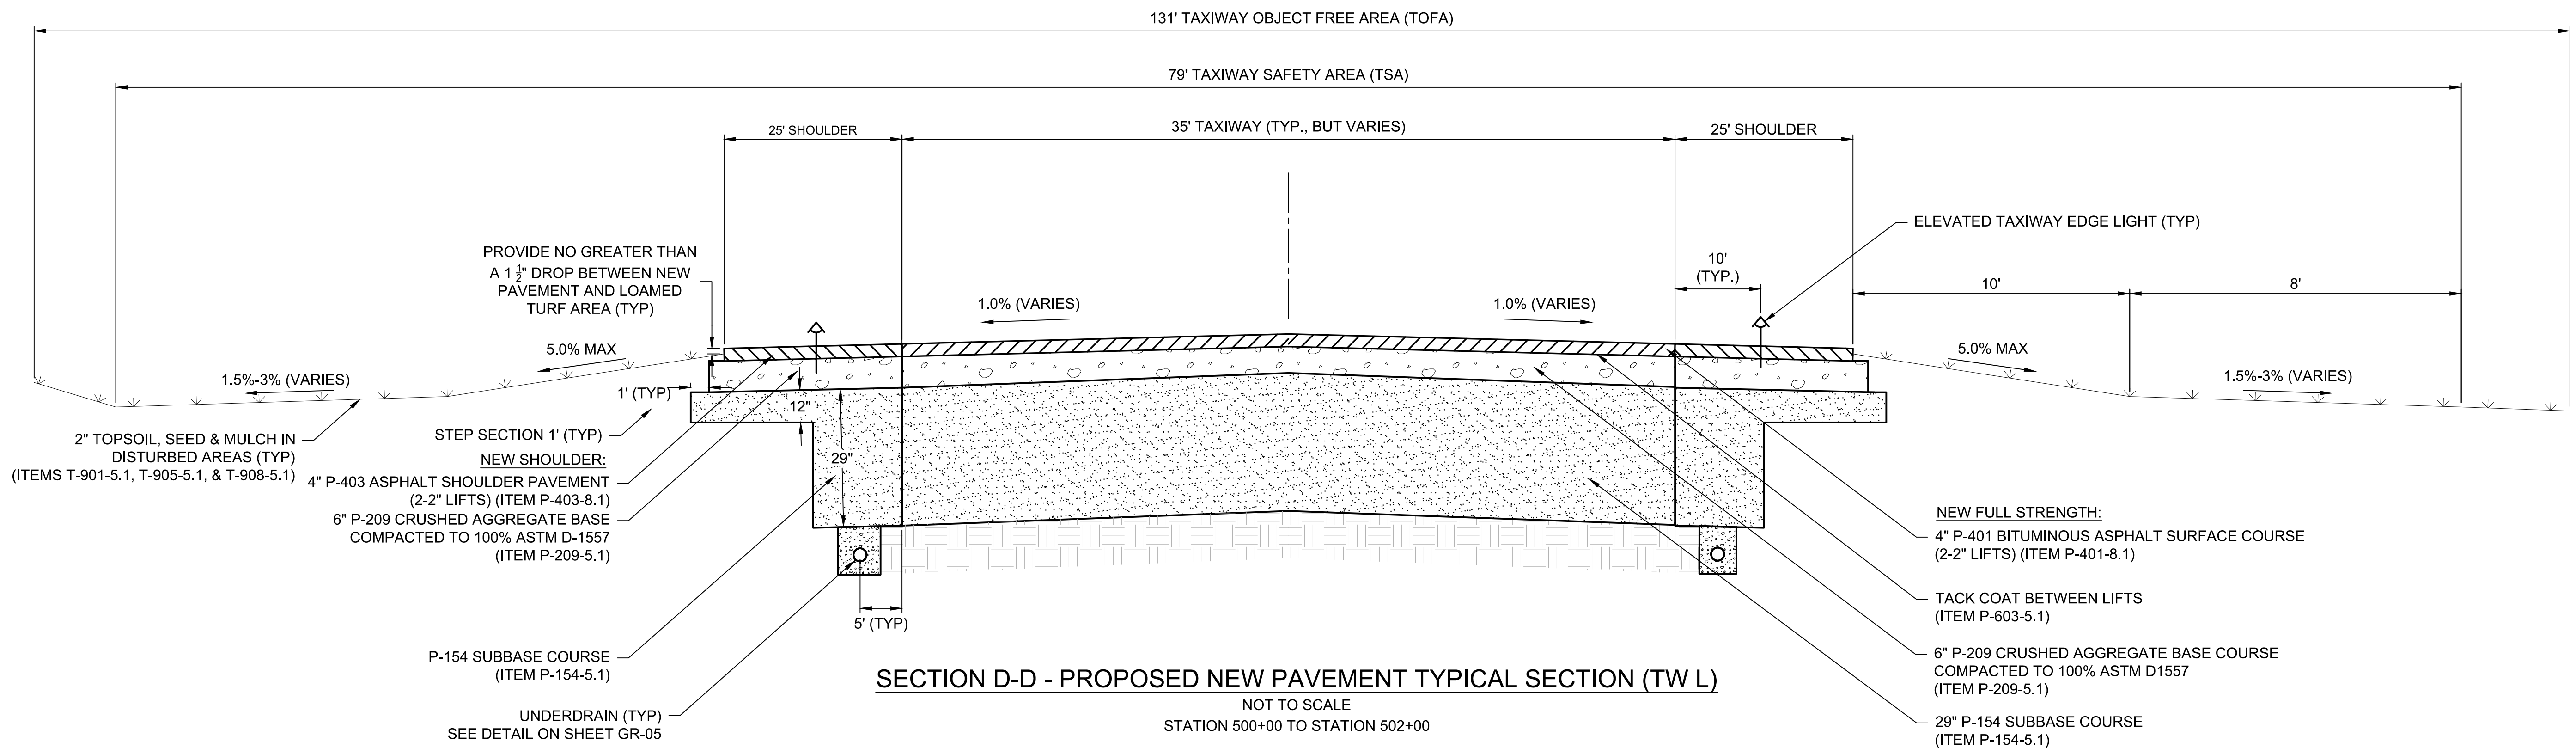 131' TAXIWAY OBJECT FREE AREA (TOFA)
79' TAXIWAY SAFETY AREA (TSA)
25' SHOULDER
35' TAXIWAY (TYP., BUT VARIES)
25' SHOULDER
ELEVATED TAXIWAY EDGE LIGHT (TYP)
PROVIDE NO GREATER THAN
A 1 1/2" DROP BETWEEN NEW
PAVEMENT AND LOAMED
TURF AREA (TYP)
10'
(TYP.)
10'
8'
1.0% (VARIES)
1.0% (VARIES)
5.0% MAX
5.0% MAX
1.5%-3% (VARIES)
1.5%-3% (VARIES)
1' (TYP)
12"
29"
2" TOPSOIL, SEED & MULCH IN
DISTURBED AREAS (TYP)
(ITEMS T-901-5.1, T-905-5.1, & T-908-5.1)
STEP SECTION 1' (TYP)
NEW SHOULDER:
4" P-403 ASPHALT SHOULDER PAVEMENT
(2-2" LIFTS) (ITEM P-403-8.1)
6" P-209 CRUSHED AGGREGATE BASE
COMPACTED TO 100% ASTM D-1557
(ITEM P-209-5.1)
5' (TYP)
P-154 SUBBASE COURSE
(ITEM P-154-5.1)
UNDERDRAIN (TYP)
SEE DETAIL ON SHEET GR-05
NEW FULL STRENGTH:
4" P-401 BITUMINOUS ASPHALT SURFACE COURSE
(2-2" LIFTS) (ITEM P-401-8.1)
TACK COAT BETWEEN LIFTS
(ITEM P-603-5.1)
6" P-209 CRUSHED AGGREGATE BASE COURSE
COMPACTED TO 100% ASTM D1557
(ITEM P-209-5.1)
29" P-154 SUBBASE COURSE
(ITEM P-154-5.1)
SECTION D-D - PROPOSED NEW PAVEMENT TYPICAL SECTION (TW L)
NOT TO SCALE
STATION 500+00 TO STATION 502+00